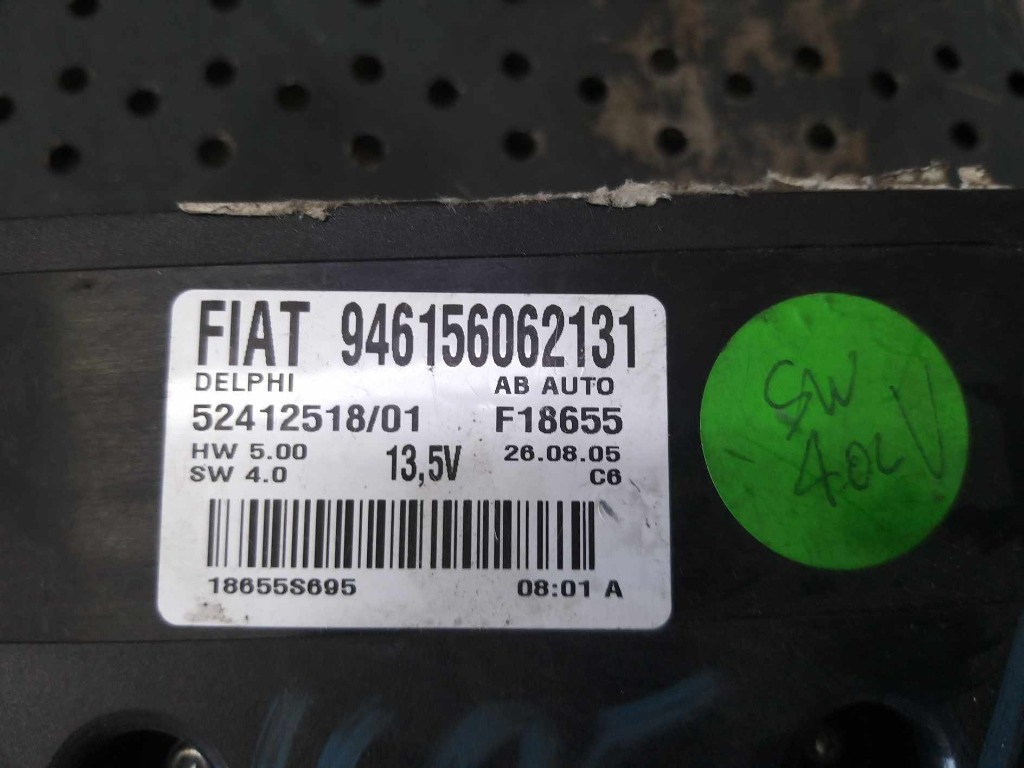 FIAT 946156062131
DELPHI AB AUTO
52412518/01 F18655
HW 5.00 13,5V 26.08.05
SW 4.0 C6
18655S695 08:01 A
SW
4.0